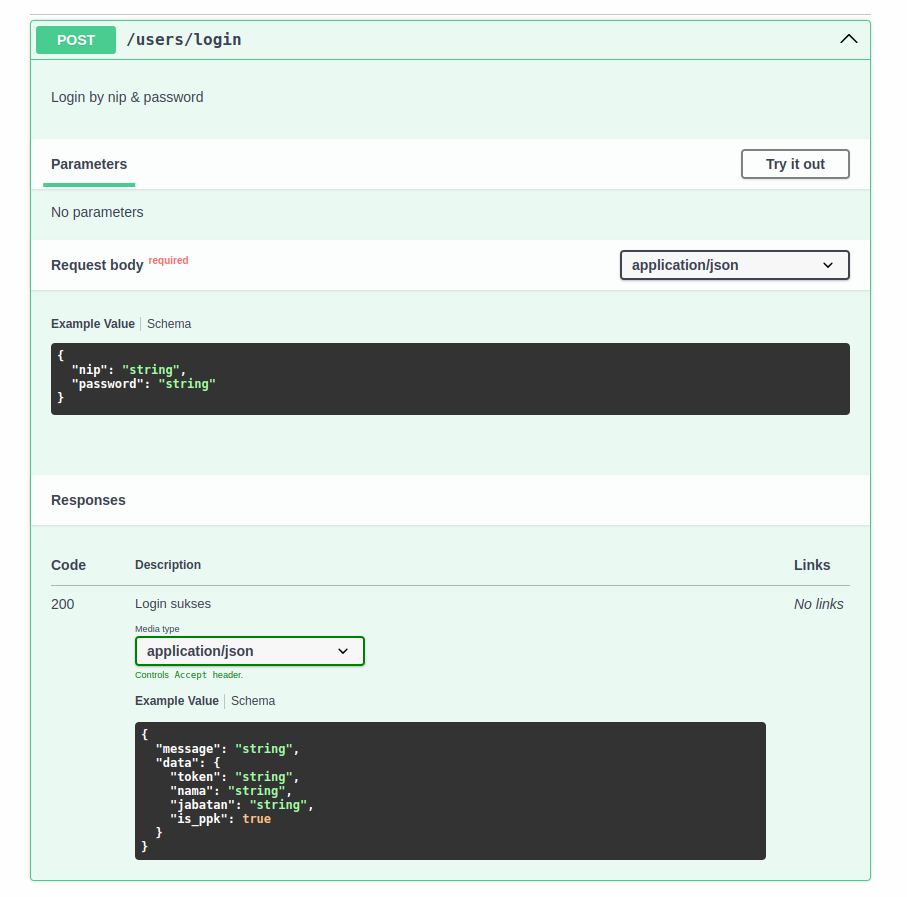 POST /users/login
Login by nip & password
Parameters
Try it out
No parameters
Request body required
application/json
Example Value Schema
{
  "nip": "string",
  "password": "string"
}
Responses
Code Description Links
200 Login sukses No links
Media type
application/json
Controls Accept header.
Example Value Schema
{
  "message": "string",
  "data": {
    "token": "string",
    "nama": "string",
    "jabatan": "string",
    "is_ppk": true
  }
}